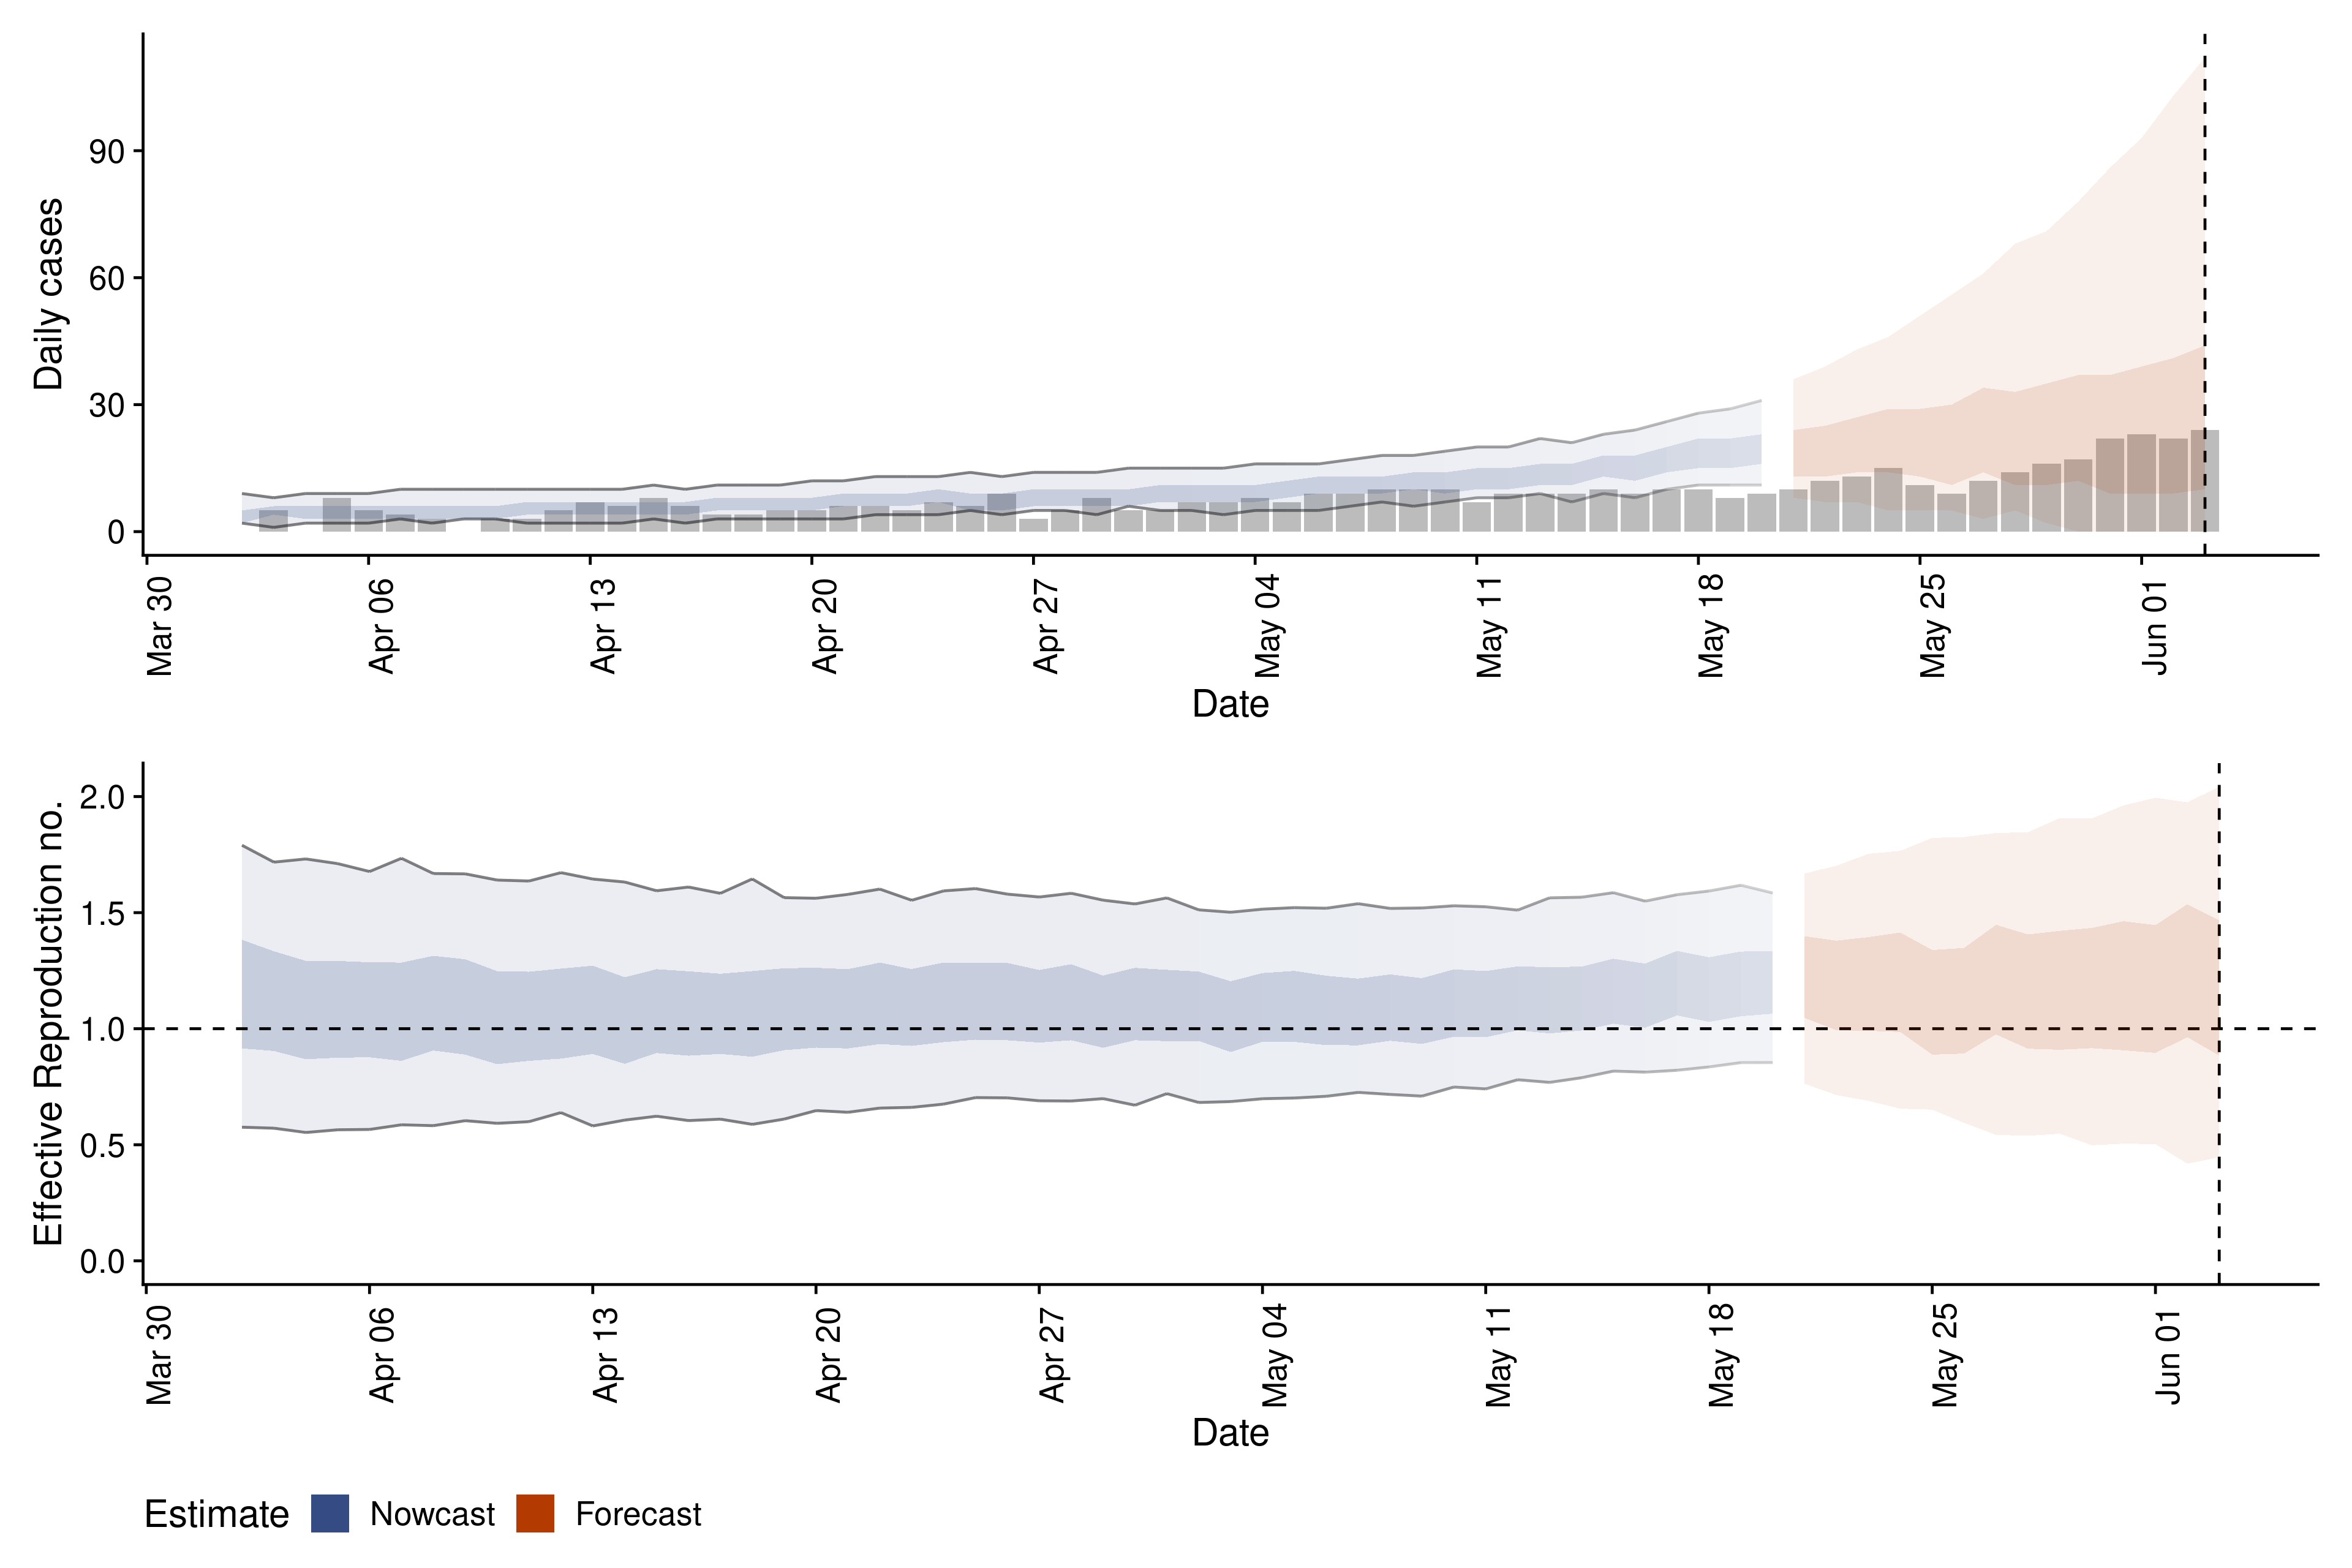 Daily cases
90
60
30
0
Mar 30
Apr 06
Apr 13
Apr 20
Apr 27
May 04
May 11
May 18
May 25
Jun 01
Date
Effective Reproduction no.
2.0
1.5
1.0
0.5
0.0
Mar 30
Apr 06
Apr 13
Apr 20
Apr 27
May 04
May 11
May 18
May 25
Jun 01
Date
Estimate Nowcast Forecast